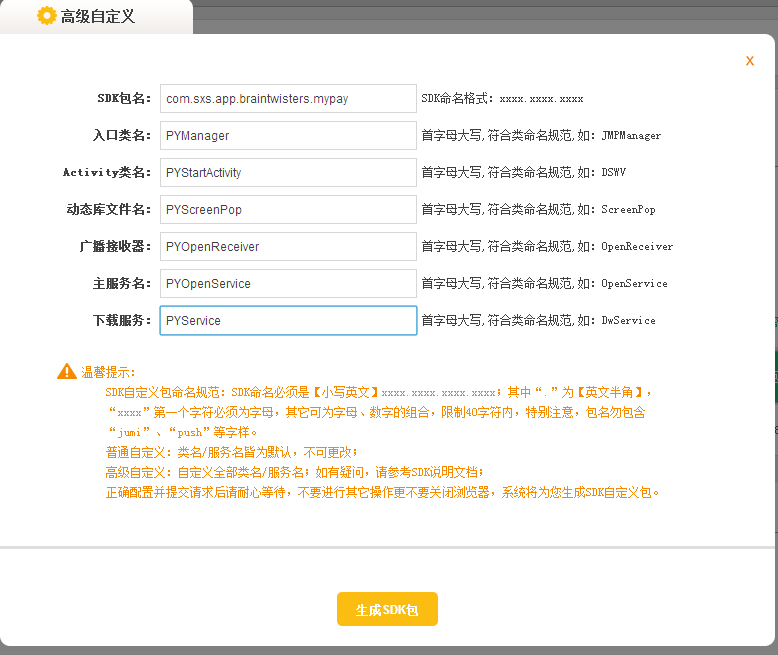 高级自定义
X
SDK包名: com.sxs.app.braintwisters.mypay SDK命名格式: xxxx.xxxx.xxxx
入口类名: PYManager 首字母大写,符合类命名规范,如: JMPManager
Activity类名: PYStartActivity 首字母大写,符合类命名规范,如: DSWV
动态库文件名: PYScreenPop 首字母大写,符合类命名规范,如: ScreenPop
广播接收器: PYOpenReceiver 首字母大写,符合类命名规范,如: OpenReceiver
主服务名: PYOpenService 首字母大写,符合类命名规范,如: OpenService
下载服务: PYService 首字母大写,符合类命名规范,如: DwService
温馨提示:
SDK自定义包命名规范: SDK命名必须是【小写英文】xxxx.xxxx.xxxx.xxxx; 其中“.”为【英文半角】,
“xxxx”第一个字符必须为字母, 其它可为字母、数字的组合, 限制40字符内, 特别注意, 包名勿包含
“jumi”、“push”等字样。
普通自定义: 类名/服务名皆为默认, 不可更改;
高级自定义: 自定义全部类名/服务名; 如有疑问, 请参考SDK说明文档;
正确配置并提交请求后请耐心等待, 不要进行其它操作更不要关闭浏览器, 系统将为您生成SDK自定义包。
生成SDK包